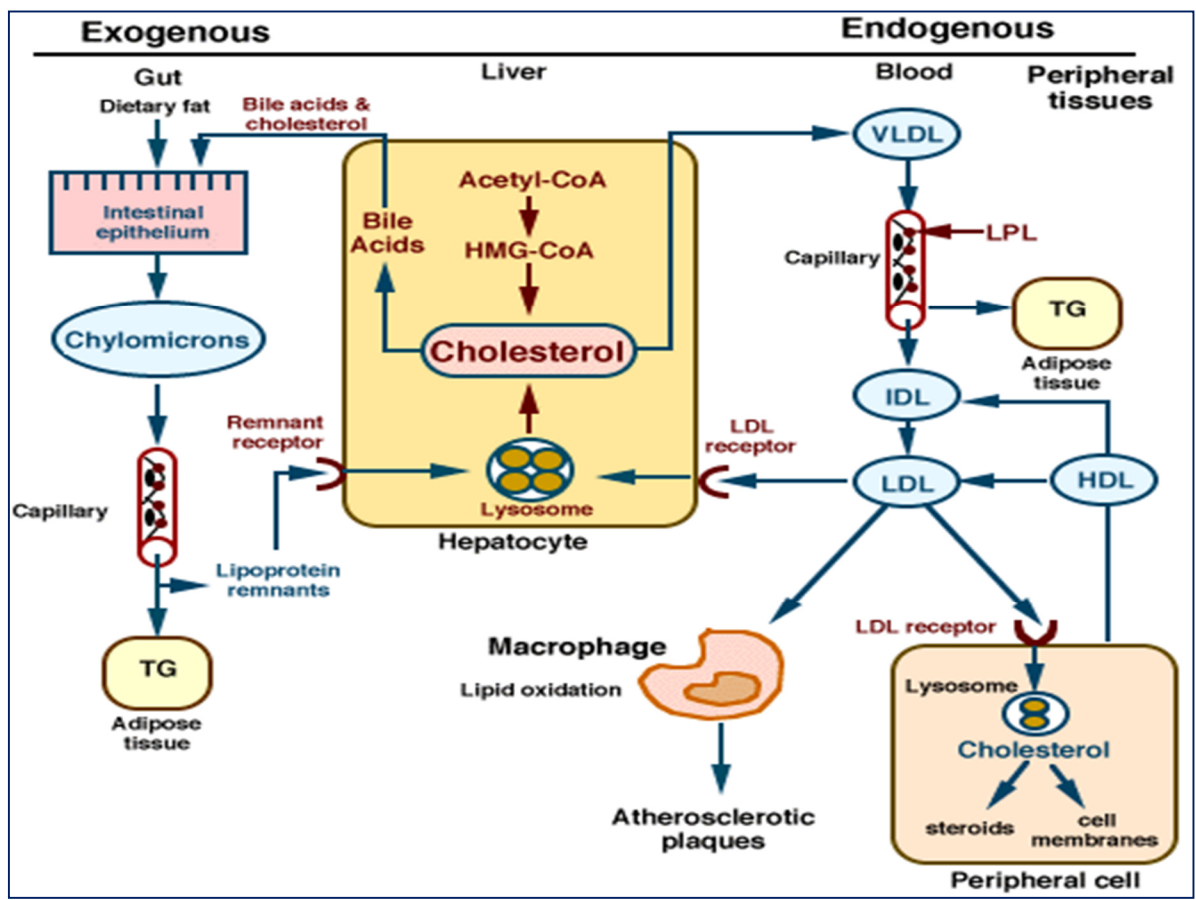 Exogenous
Endogenous
Gut
Liver
Blood
Peripheral
tissues
Dietary fat
Bile acids &
cholesterol
VLDL
Acetyl-CoA
Intestinal
epithelium
Bile
Acids
HMG-CoA
LPL
Capillary
TG
Chylomicrons
Cholesterol
Adipose
tissue
IDL
Remnant
receptor
LDL
receptor
LDL
HDL
Capillary
Lysosome
Hepatocyte
Lipoprotein
remnants
LDL receptor
Macrophage
Lipid oxidation
TG
Lysosome
Adipose
tissue
Cholesterol
Atherosclerotic
plaques
steroids
cell
membranes
Peripheral cell